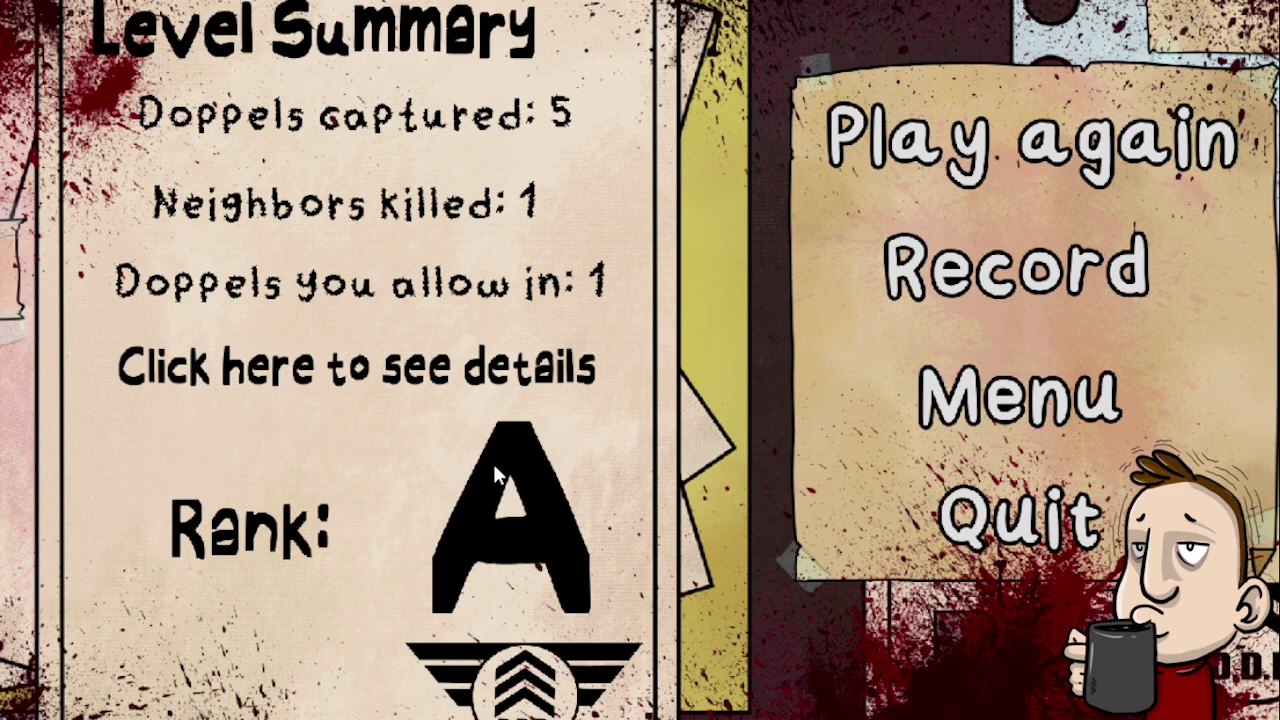 Level Summary
Doppels captured: 5
Neighbors killed: 1
Doppels you allow in: 1
Click here to see details
Rank:
A
Play again
Record
Menu
Quit